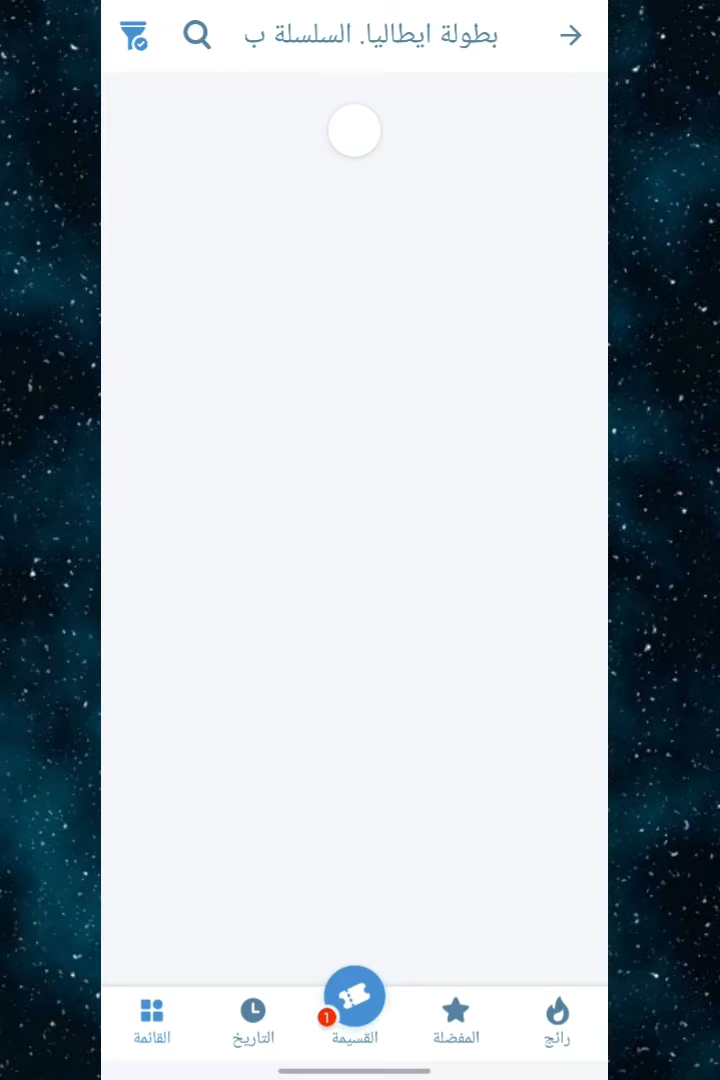 بطولة ايطاليا. السلسلة ب
رائج
المفضلة
1
القسيمة
التاريخ
القائمة